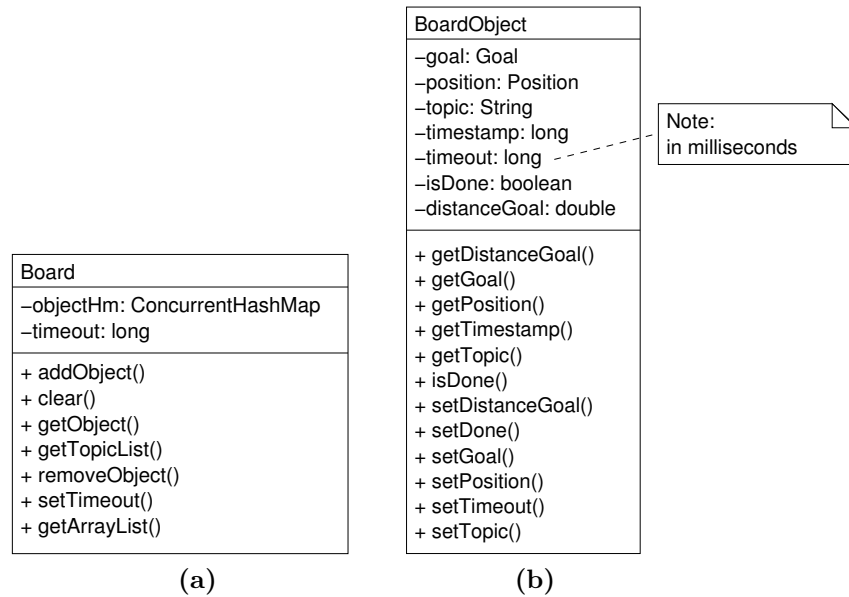 BoardObject
–goal: Goal
–position: Position
–topic: String
–timestamp: long
–timeout: long
–isDone: boolean
–distanceGoal: double
+ getDistanceGoal()
+ getGoal()
+ getPosition()
+ getTimestamp()
+ getTopic()
+ isDone()
+ setDistanceGoal()
+ setDone()
+ setGoal()
+ setPosition()
+ setTimeout()
+ setTopic()
Note:
in milliseconds
Board
–objectHm: ConcurrentHashMap
–timeout: long
+ addObject()
+ clear()
+ getObject()
+ getTopicList()
+ removeObject()
+ setTimeout()
+ getArrayList()
(a)
(b)